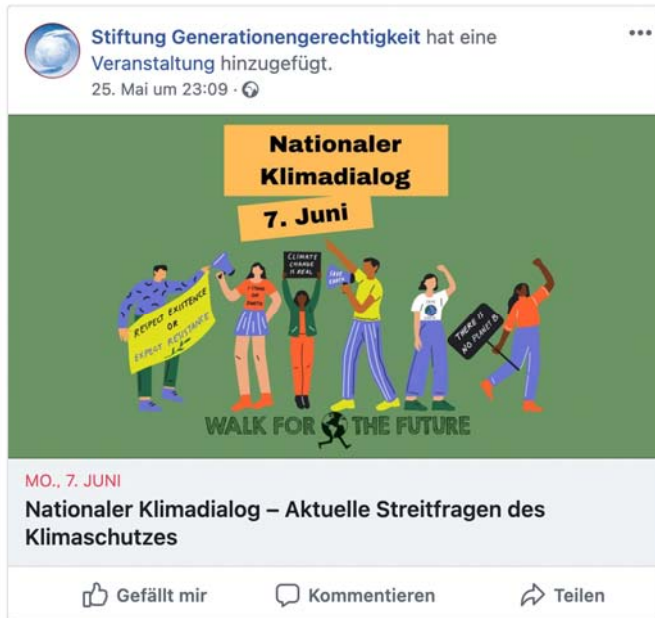 Stiftung Generationengerechtigkeit hat eine
Veranstaltung hinzugefügt.
25. Mai um 23:09 ·
Nationaler
Klimadialog
7. Juni
CLIMATE
CHANGE
IS REAL
SAVE
EARTH
RESPECT EXISTENCE
OR
EXPECT RESISTANCE
THERE IS
NO PLANET B
WALK FOR THE FUTURE
MO., 7. JUNI
Nationaler Klimadialog – Aktuelle Streitfragen des
Klimaschutzes
Gefällt mir
Kommentieren
Teilen